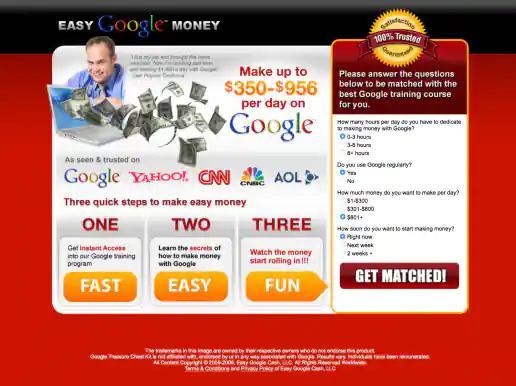 EASY Google™ MONEY
Satisfaction
100% Trusted
Guaranteed
Make up to
$350-$956
per day on
Google™
Please answer the questions
below to be matched with the
best Google training course
for you.
How many hours per day do you have to dedicate
to making money with Google?
0-3 hours
3-6 hours
6+ hours
Do you use Google regularly?
Yes
No
How much money do you want to make per day?
$1-$300
$301-$800
$801+
How soon do you want to start making money?
Right now
Next week
2 weeks +
GET MATCHED!
As seen & trusted on
Google YAHOO! CNN CNBC AOL
Three quick steps to make easy money
ONE
Get Instant Access
into our Google training
program
FAST
TWO
Learn the secrets of
how to make money
with Google
EASY
THREE
Watch the money
start rolling in!!!
FUN
The trademarks in this image are owned by their respective owners who do not endorse this product.
Google Treasure Chest Kit is not affiliated with, endorsed by or in any way associated with Google. Results vary. Individuals have been remunerated.
All Content Copyright © 2005-2009, Easy Google Cash, LLC. All Rights Reserved Worldwide.
Terms & Conditions and Privacy Policy of Easy Google Cash, LLC